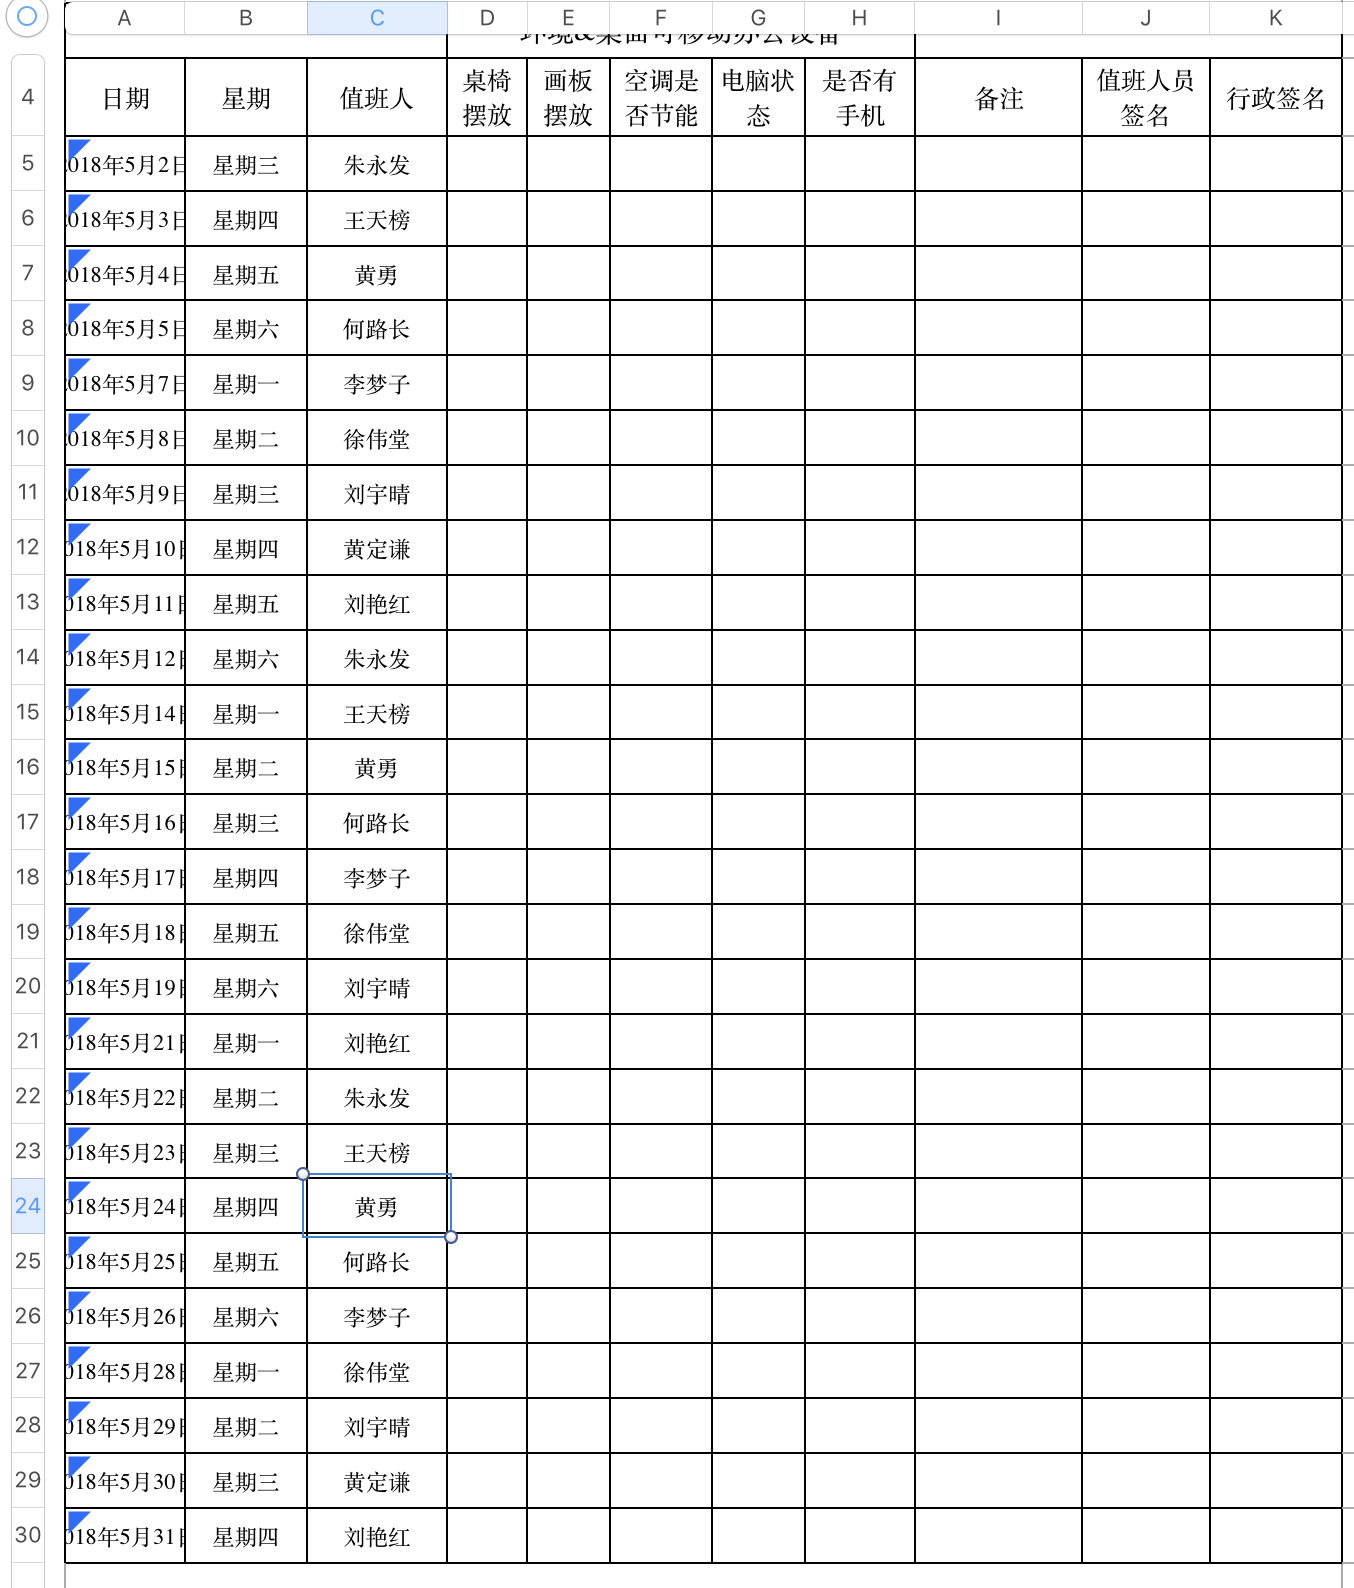 A B C D E F G H I J K
环境&桌面可移动办公设备
4 日期 星期 值班人 桌椅摆放 画板摆放 空调是否节能 电脑状态 是否有手机 备注 值班人员签名 行政签名
5 018年5月2日 星期三 朱永发
6 018年5月3日 星期四 王天榜
7 018年5月4日 星期五 黄勇
8 018年5月5日 星期六 何路长
9 018年5月7日 星期一 李梦子
10 018年5月8日 星期二 徐伟堂
11 018年5月9日 星期三 刘宇晴
12 018年5月10日 星期四 黄定谦
13 018年5月11日 星期五 刘艳红
14 018年5月12日 星期六 朱永发
15 018年5月14日 星期一 王天榜
16 018年5月15日 星期二 黄勇
17 018年5月16日 星期三 何路长
18 018年5月17日 星期四 李梦子
19 018年5月18日 星期五 徐伟堂
20 018年5月19日 星期六 刘宇晴
21 018年5月21日 星期一 刘艳红
22 018年5月22日 星期二 朱永发
23 018年5月23日 星期三 王天榜
24 018年5月24日 星期四 黄勇
25 018年5月25日 星期五 何路长
26 018年5月26日 星期六 李梦子
27 018年5月28日 星期一 徐伟堂
28 018年5月29日 星期二 刘宇晴
29 018年5月30日 星期三 黄定谦
30 018年5月31日 星期四 刘艳红